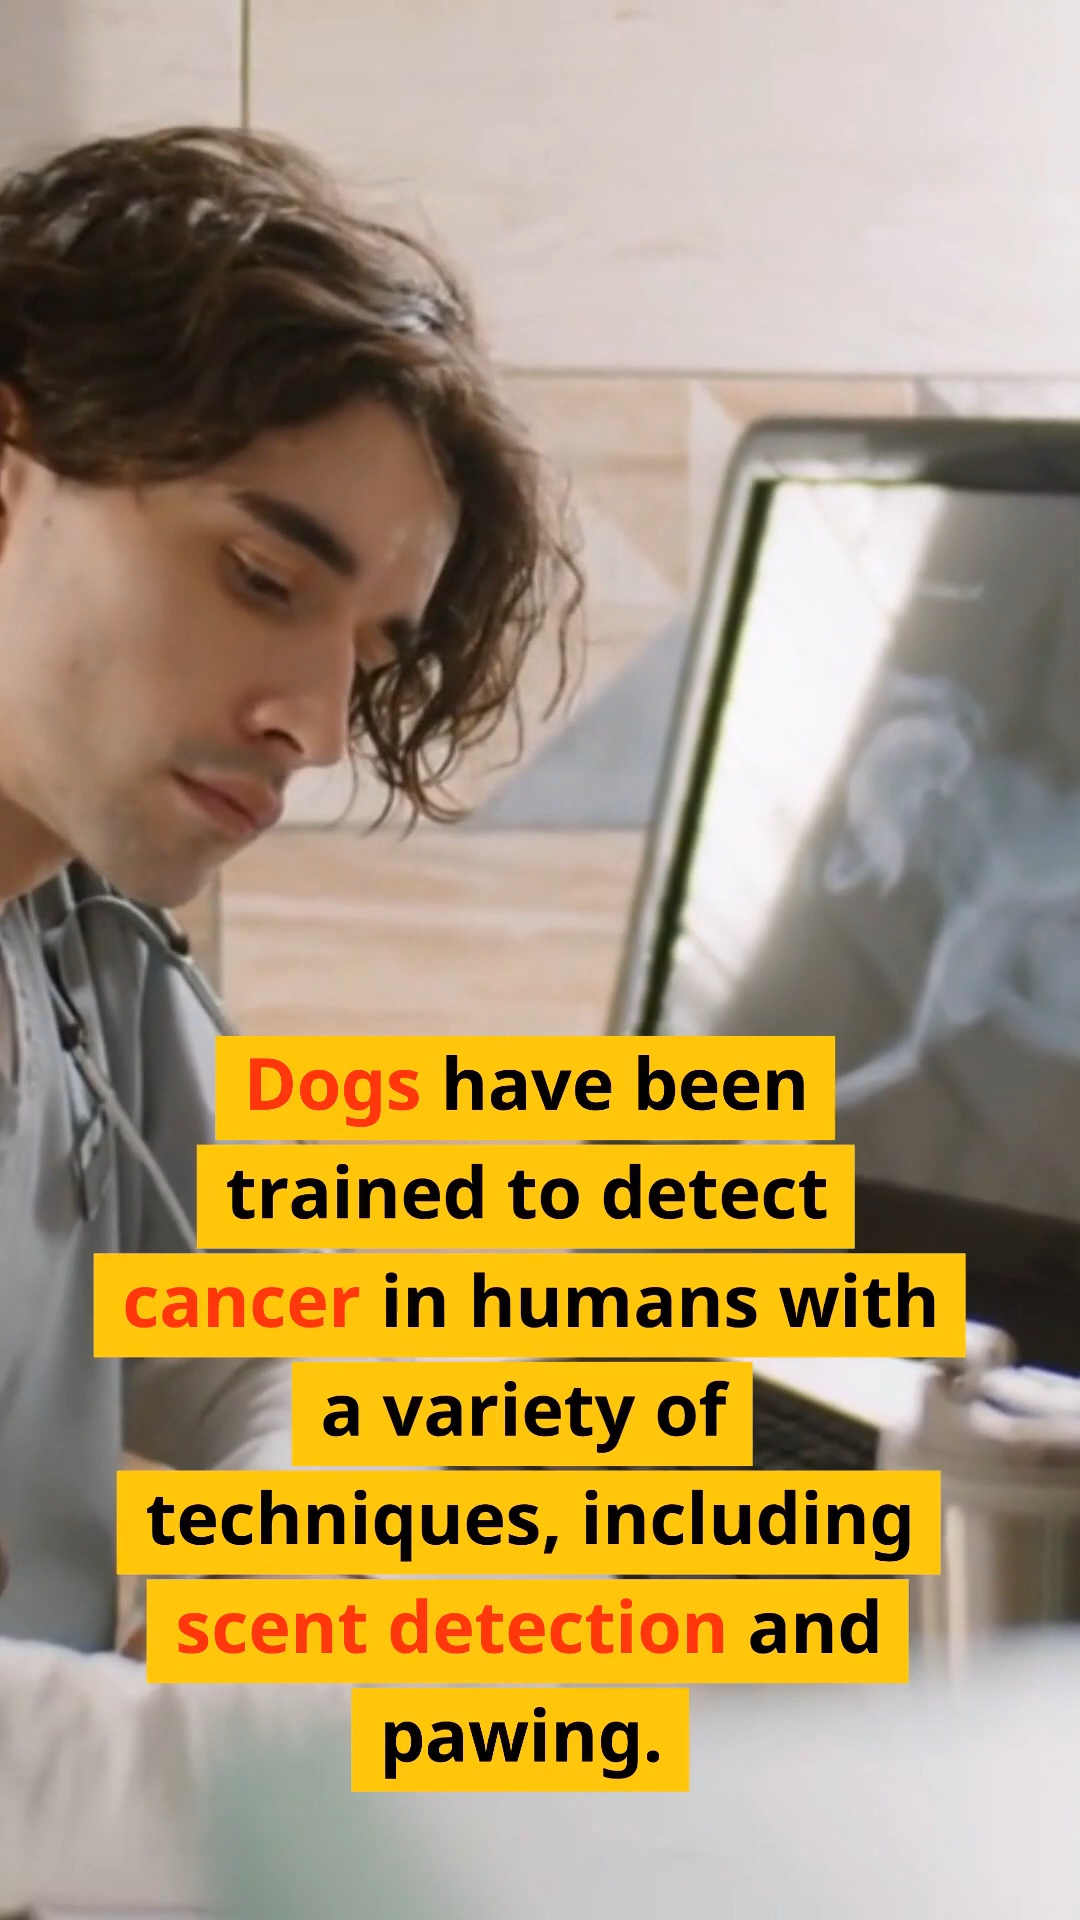 Dogs have been
trained to detect
cancer in humans with
a variety of
techniques, including
scent detection and
pawing.